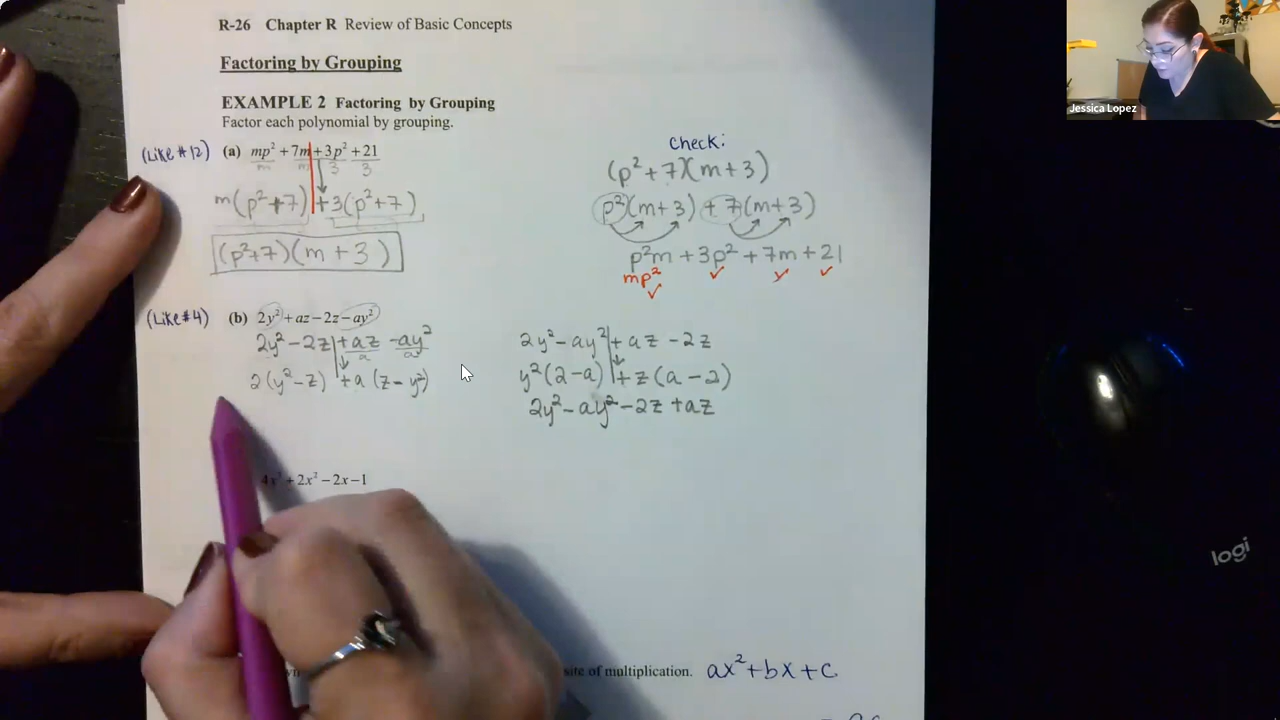 R-26 Chapter R Review of Basic Concepts
Factoring by Grouping
EXAMPLE 2 Factoring by Grouping
Factor each polynomial by grouping.
(Like #12) (a) mp² + 7m + 3p² + 21
m m 3 3
m(p²+7) + 3(p²+7)
(p²+7)(m + 3)
Check:
(p²+7)(m+3)
p²(m+3) + 7(m+3)
p²m + 3p² + 7m + 21
mp²
(Like #4) (b) 2y² + az − 2z − ay²
2y² − 2z + az − ay²
a a
2(y² − z) + a (z − y²)
2y² − ay² + az − 2z
y²(2 − a) + z(a − 2)
2y² − ay² − 2z + az
+ 2x² − 2x − 1
of multiplication. ax² + bx + c
Jessica Lopez
logi